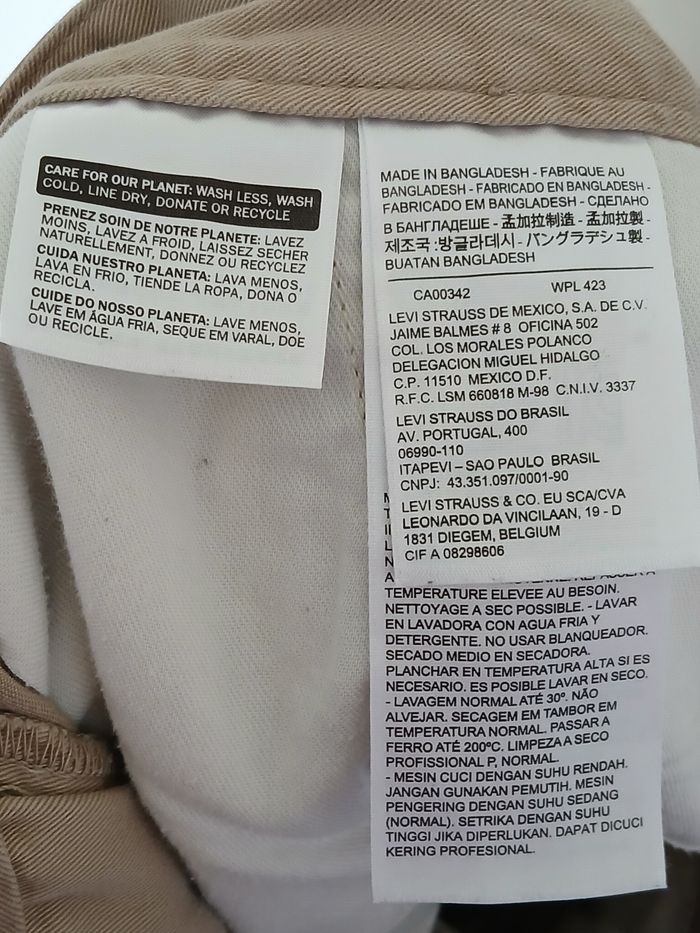 CARE FOR OUR PLANET: WASH LESS, WASH
COLD, LINE DRY, DONATE OR RECYCLE
PRENEZ SOIN DE NOTRE PLANETE: LAVEZ
MOINS, LAVEZ A FROID, LAISSEZ SECHER
NATURELLEMENT, DONNEZ OU RECYCLEZ
CUIDA NUESTRO PLANETA: LAVA MENOS,
LAVA EN FRIO, TIENDE LA ROPA, DONA O
RECICLA.
CUIDE DO NOSSO PLANETA: LAVE MENOS,
LAVE EM ÁGUA FRIA, SEQUE EM VARAL, DOE
OU RECICLE.
MADE IN BANGLADESH - FABRIQUE AU
BANGLADESH - FABRICADO EN BANGLADESH -
FABRICADO EM BANGLADESH - СДЕЛАНО
В БАНГЛАДЕШЕ - 孟加拉制造 - 孟加拉製 -
제조국 :방글라데시 - バングラデシュ製 -
BUATAN BANGLADESH
CA00342 WPL 423
LEVI STRAUSS DE MEXICO, S.A. DE C.V.
JAIME BALMES # 8 OFICINA 502
COL. LOS MORALES POLANCO
DELEGACION MIGUEL HIDALGO
C.P. 11510 MEXICO D.F.
R.F.C. LSM 660818 M-98 C.N.I.V. 3337
LEVI STRAUSS DO BRASIL
AV. PORTUGAL, 400
06990-110
ITAPEVI – SAO PAULO BRASIL
CNPJ: 43.351.097/0001-90
LEVI STRAUSS & CO. EU SCA/CVA
LEONARDO DA VINCILAAN, 19 - D
1831 DIEGEM, BELGIUM
CIF A 08298606
TEMPERATURE ELEVEE AU BESOIN.
NETTOYAGE A SEC POSSIBLE. - LAVAR
EN LAVADORA CON AGUA FRIA Y
DETERGENTE. NO USAR BLANQUEADOR.
SECADO MEDIO EN SECADORA.
PLANCHAR EN TEMPERATURA ALTA SI ES
NECESARIO. ES POSIBLE LAVAR EN SECO.
- LAVAGEM NORMAL ATÉ 30º. NÃO
ALVEJAR. SECAGEM EM TAMBOR EM
TEMPERATURA NORMAL. PASSAR A
FERRO ATÉ 200ºC. LIMPEZA A SECO
PROFISSIONAL P, NORMAL.
- MESIN CUCI DENGAN SUHU RENDAH.
JANGAN GUNAKAN PEMUTIH. MESIN
PENGERING DENGAN SUHU SEDANG
(NORMAL). SETRIKA DENGAN SUHU
TINGGI JIKA DIPERLUKAN. DAPAT DICUCI
KERING PROFESIONAL.